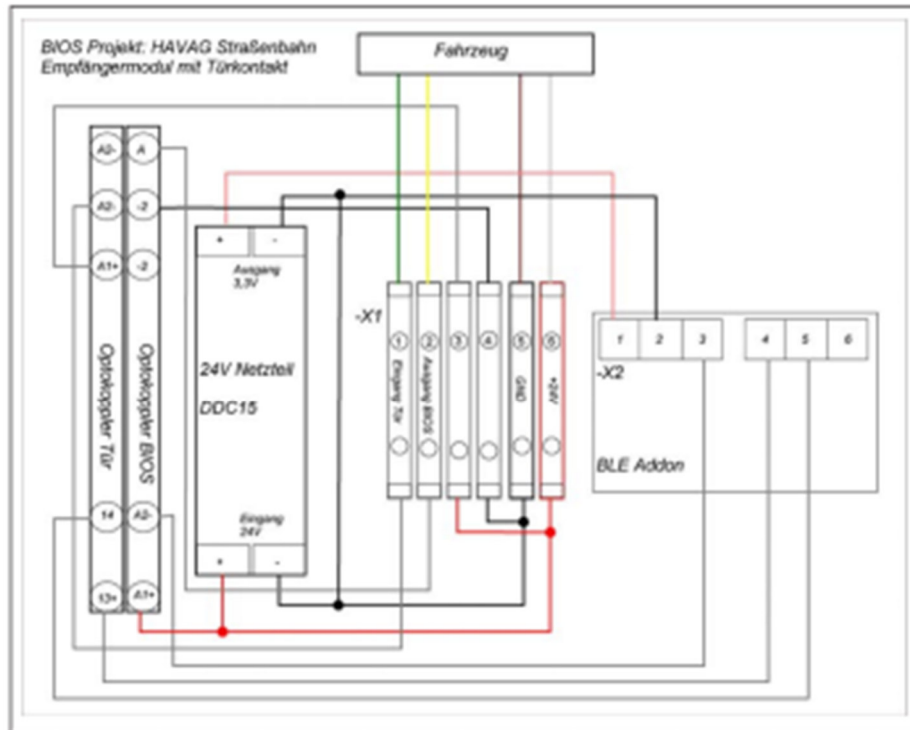 BIOS Projekt: HAVAG Straßenbahn
Empfängermodul mit Türkontakt
Fahrzeug
A2-
A
A2-
-2
A1+
-2
Optokoppler Tür
Optokoppler BIOS
14
A2-
13+
A1+
+
-
Ausgang
3,3V
24V Netzteil
DDC15
Eingang
24V
+
-
-X1
1
Eingang Tür
2
Ausgang BIOS
3
4
5
GND
6
+24V
1
2
3
4
5
6
-X2
BLE Addon